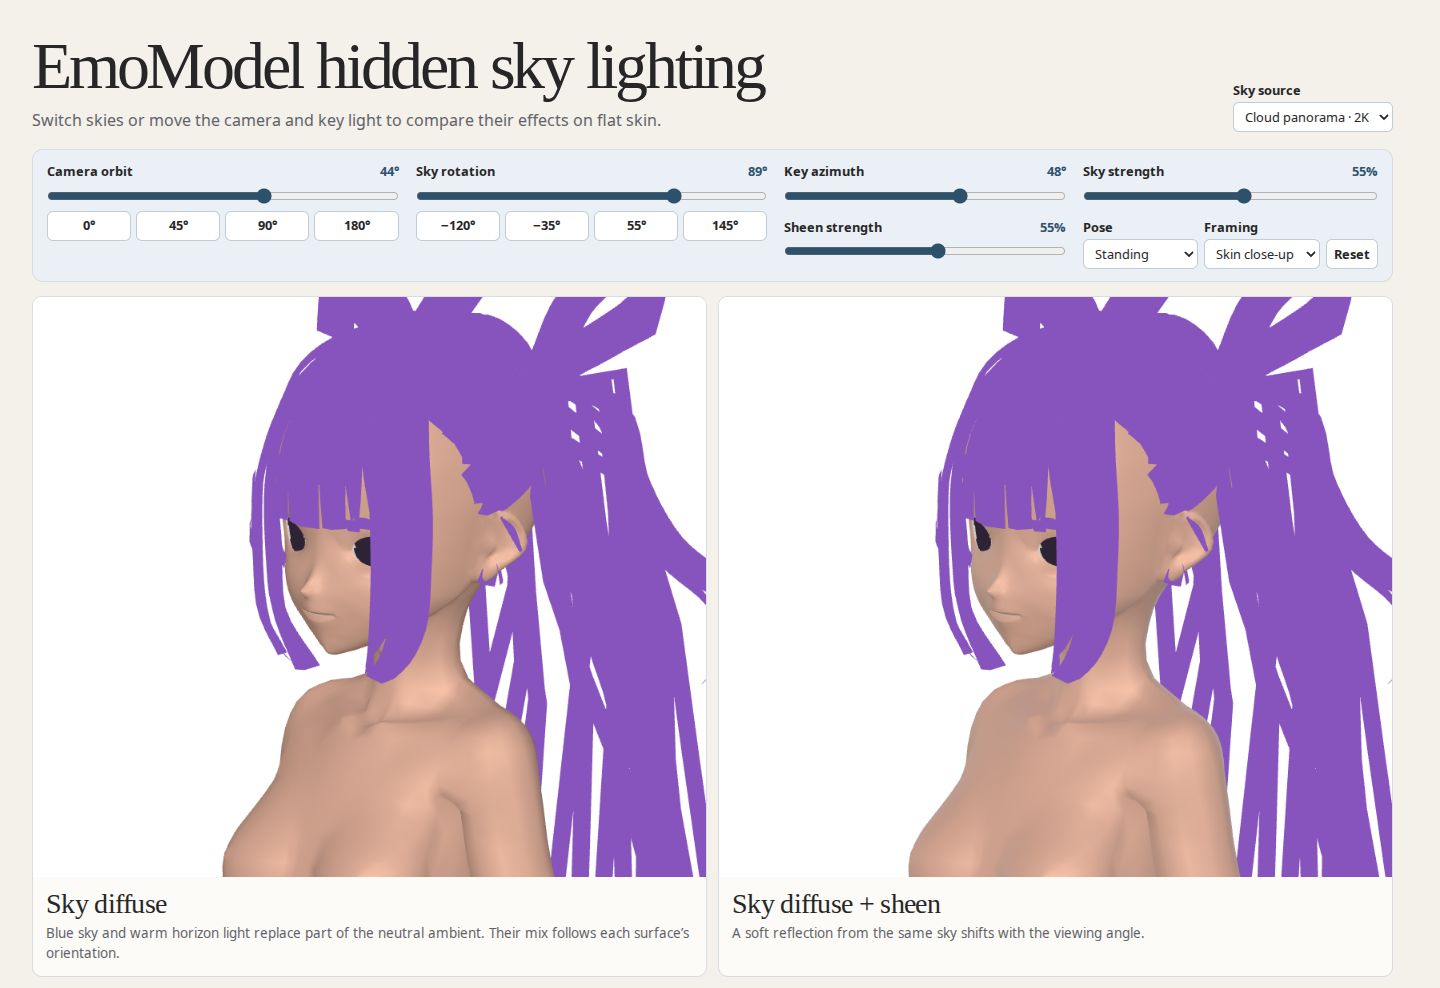 EmoModel hidden sky lighting
Switch skies or move the camera and key light to compare their effects on flat skin.
Sky source
Cloud panorama · 2K
Camera orbit 44°
0° 45° 90° 180°
Sky rotation 89°
−120° −35° 55° 145°
Key azimuth 48°
Sheen strength 55%
Sky strength 55%
Pose Framing
Standing Skin close-up Reset
Sky diffuse
Blue sky and warm horizon light replace part of the neutral ambient. Their mix follows each surface’s
orientation.
Sky diffuse + sheen
A soft reflection from the same sky shifts with the viewing angle.